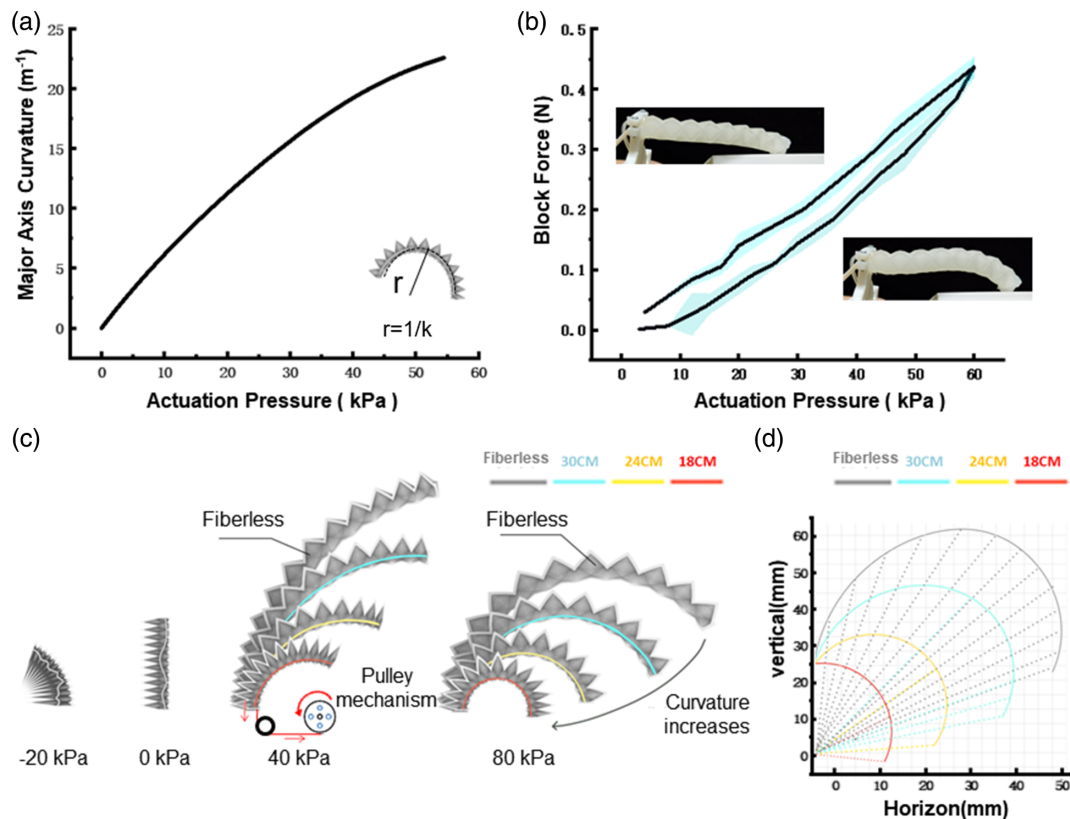 (a)
Major Axis Curvature (m⁻¹)
25
20
15
10
5
0
r
r=1/k
0 10 20 30 40 50 60
Actuation Pressure ( kPa )
(b)
Block Force (N)
0.5
0.4
0.3
0.2
0.1
0.0
0 10 20 30 40 50 60
Actuation Pressure ( kPa )
(c)
Fiberless 30CM 24CM 18CM
Fiberless
Fiberless
Pulley
mechanism
Curvature
increases
-20 kPa 0 kPa 40 kPa 80 kPa
(d)
Fiberless 30CM 24CM 18CM
vertical(mm)
60
50
40
30
20
10
0
0 10 20 30 40 50
Horizon(mm)